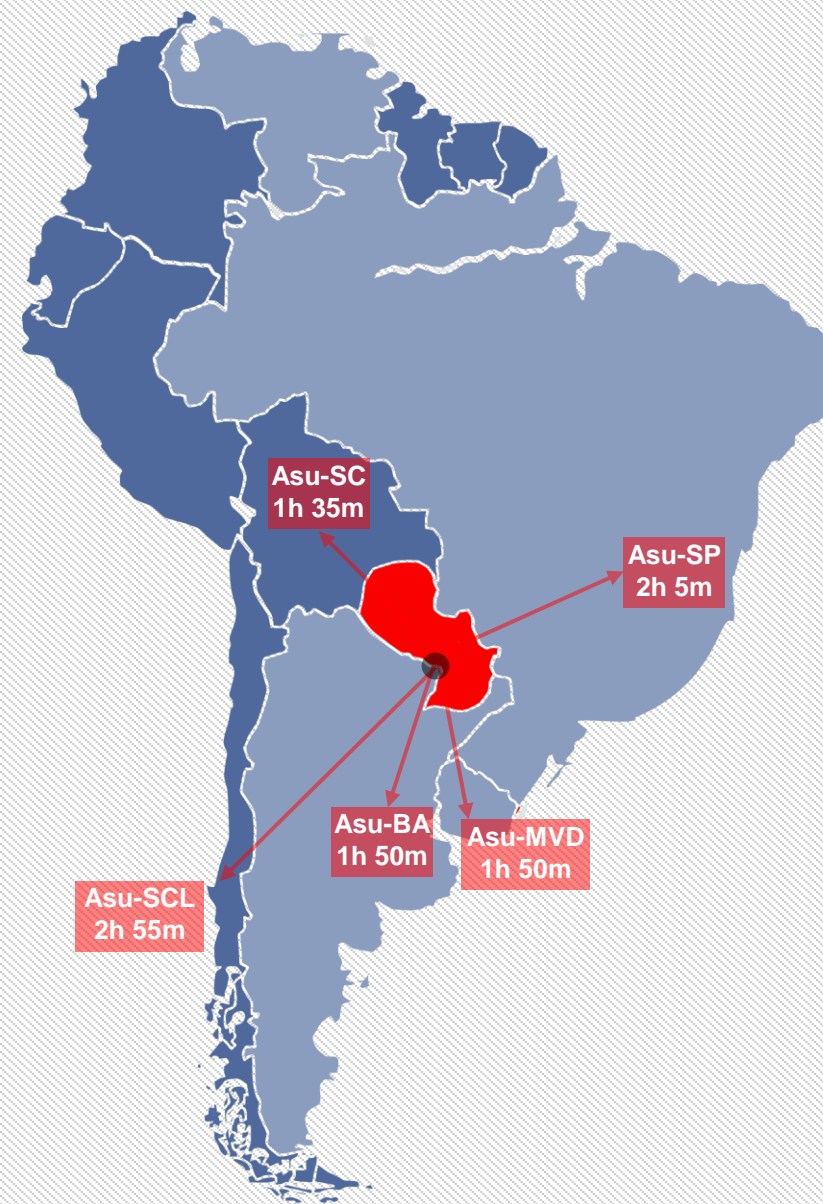 Asu-SC
1h 35m
Asu-SP
2h 5m
Asu-BA
1h 50m
Asu-MVD
1h 50m
Asu-SCL
2h 55m